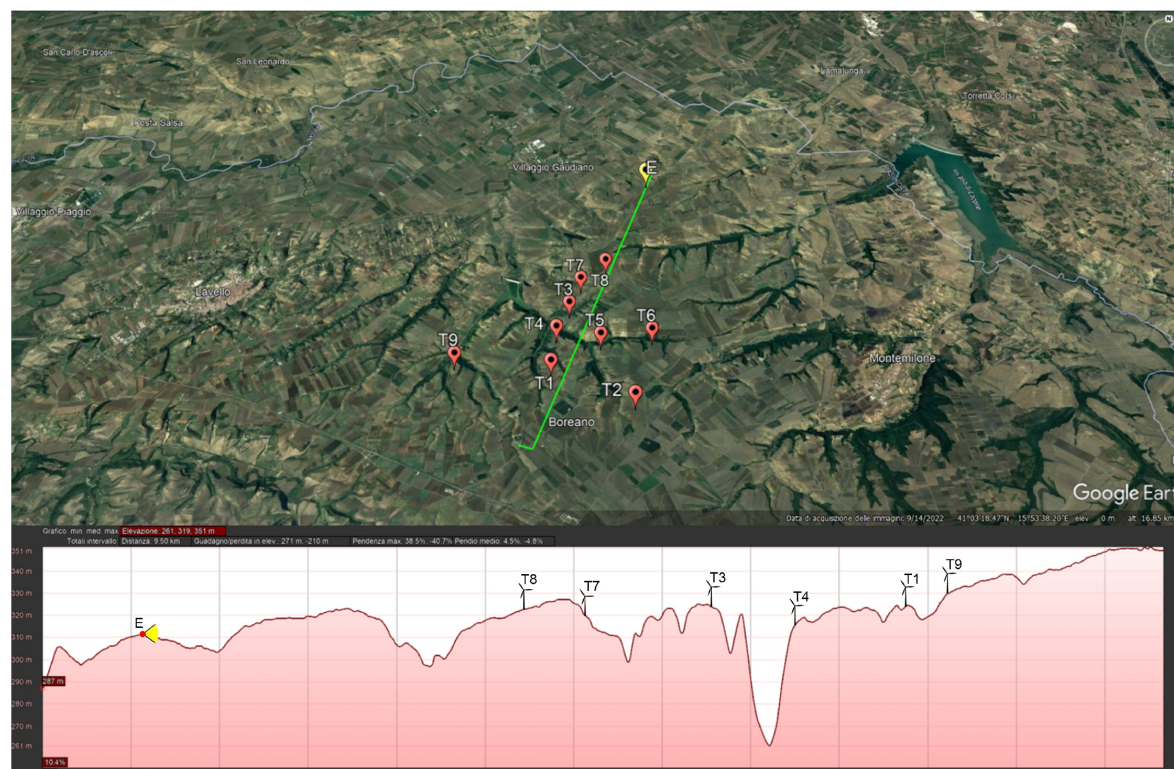 San Carlo D'ascoli
San Leonardo
Lamalunga
Torretta Corsi
Posta Salsa
Villaggio Gaudiano
E
Villaggio Piaggio
Lavello
T7
T8
T3
T4
T5
T6
T9
T1
T2
Montemilone
Boreano
Google Eart
Data di acquisizione delle immagini: 9/14/2022 41°03'18.47"N 15°53'38.20"E elev 0 m alt 16.85 km
Grafico: min, med, max Elevazione: 261, 319, 351 m
Totali intervallo: Distanza: 9.50 km Guadagno/perdita in elev.: 271 m, -210 m Pendenza max: 38.5%, -40.7% Pendio medio: 4.5%, -4.8%
351 m
340 m
330 m
320 m
310 m
300 m
290 m
287 m
280 m
270 m
261 m
10.4%
E
T8
T7
T3
T4
T1
T9